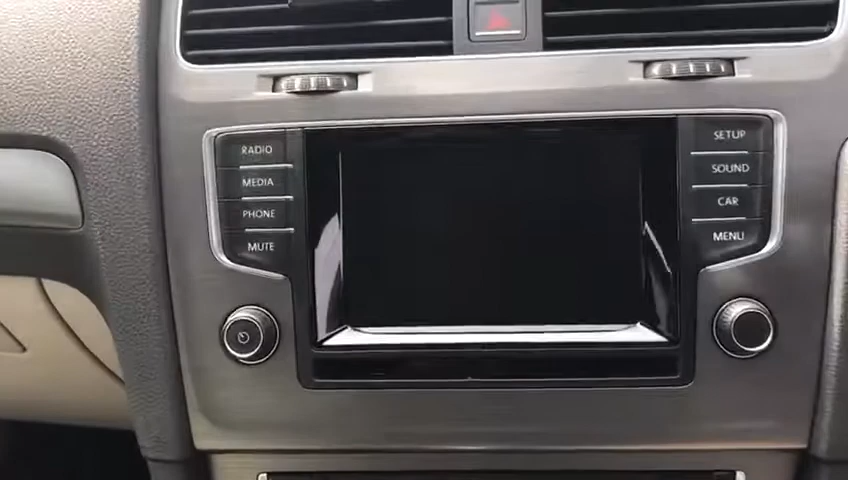 RADIO
MEDIA
PHONE
MUTE
SETUP
SOUND
CAR
MENU